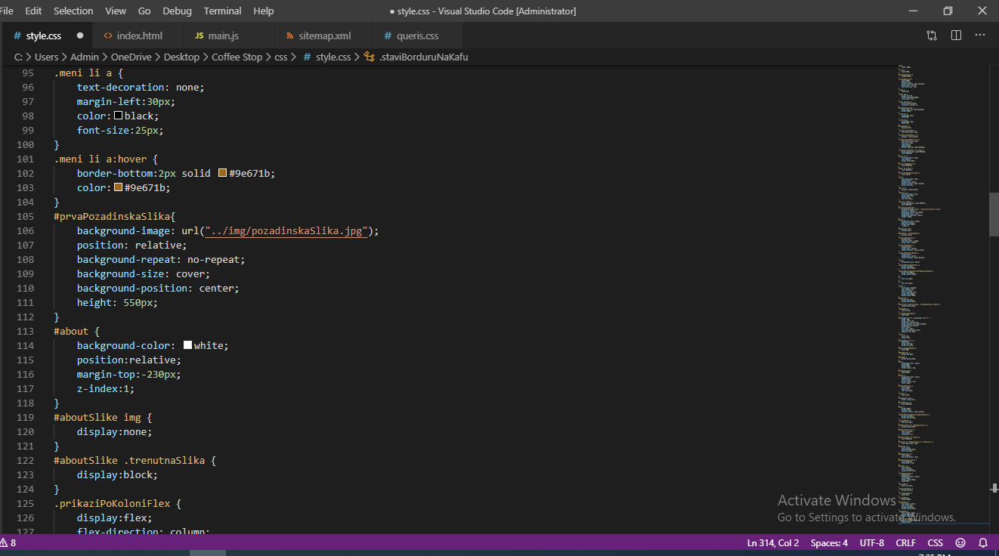 File Edit Selection View Go Debug Terminal Help ● style.css - Visual Studio Code [Administrator]
# style.css ● <> index.html JS main.js sitemap.xml # queris.css ...
C: > Users > Admin > OneDrive > Desktop > Coffee Stop > css > # style.css > .staviBorduruNaKafu
95 .meni li a {
96 text-decoration: none;
97 margin-left:30px;
98 color: black;
99 font-size:25px;
100 }
101 .meni li a:hover {
102 border-bottom:2px solid #9e671b;
103 color: #9e671b;
104 }
105 #prvaPozadinskaSlika{
106 background-image: url("../img/pozadinskaSlika.jpg");
107 position: relative;
108 background-repeat: no-repeat;
109 background-size: cover;
110 background-position: center;
111 height: 550px;
112 }
113 #about {
114 background-color: white;
115 position:relative;
116 margin-top:-230px;
117 z-index:1;
118 }
119 #aboutSlike img {
120 display:none;
121 }
122 #aboutSlike .trenutnaSlika {
123 display:block;
124 }
125 .prikaziPoKoloniFlex {
126 display:flex;
127 flex-direction: column;
Activate Windows
Go to Settings to activate Windows.
8 Ln 314, Col 2 Spaces: 4 UTF-8 CRLF CSS